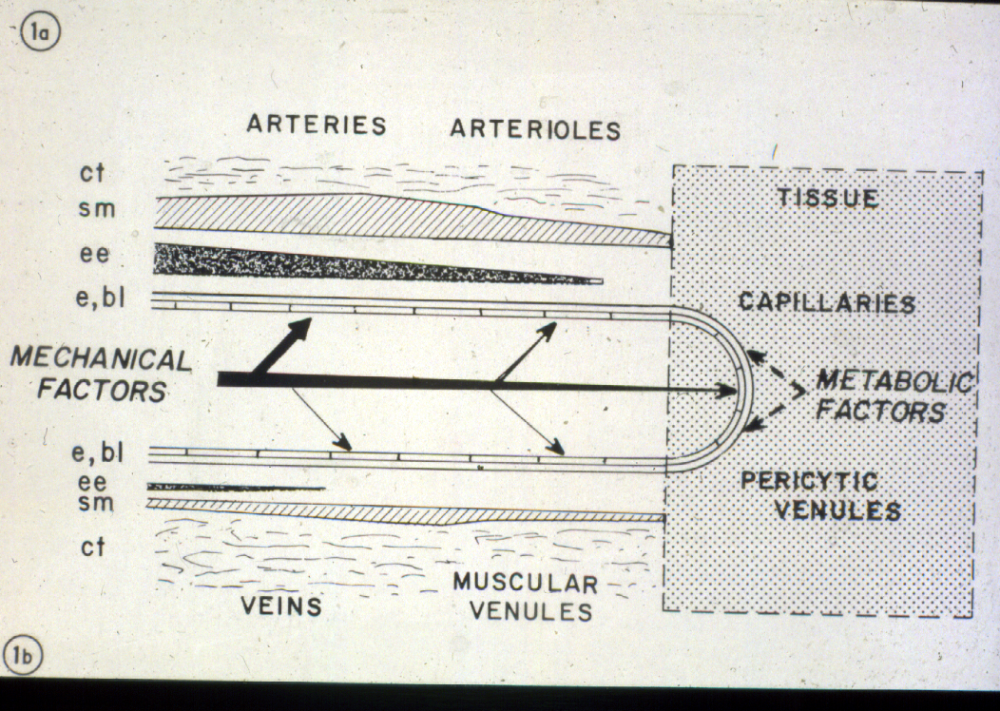 1a
ARTERIES ARTERIOLES
ct
sm
ee
e, bl
TISSUE
CAPILLARIES
MECHANICAL
FACTORS
METABOLIC
FACTORS
e, bl
ee
sm
ct
PERICYTIC
VENULES
VEINS
MUSCULAR
VENULES
1b